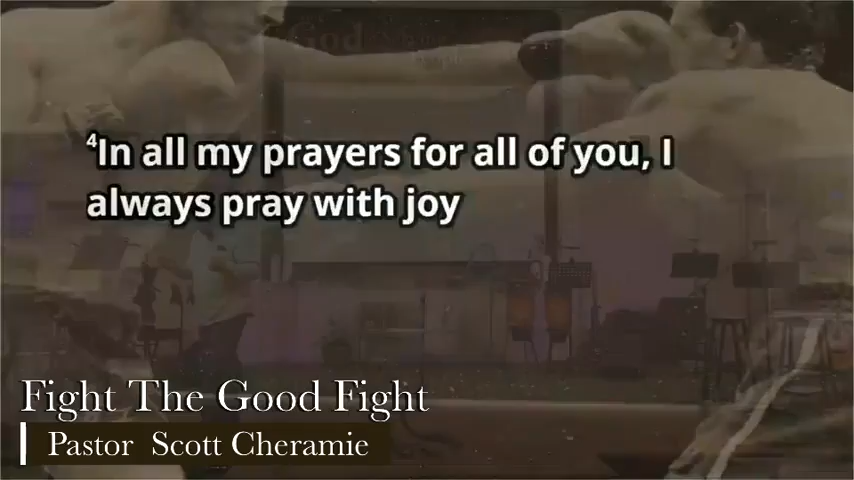 God
⁴In all my prayers for all of you, I
always pray with joy
Fight The Good Fight
Pastor Scott Cheramie